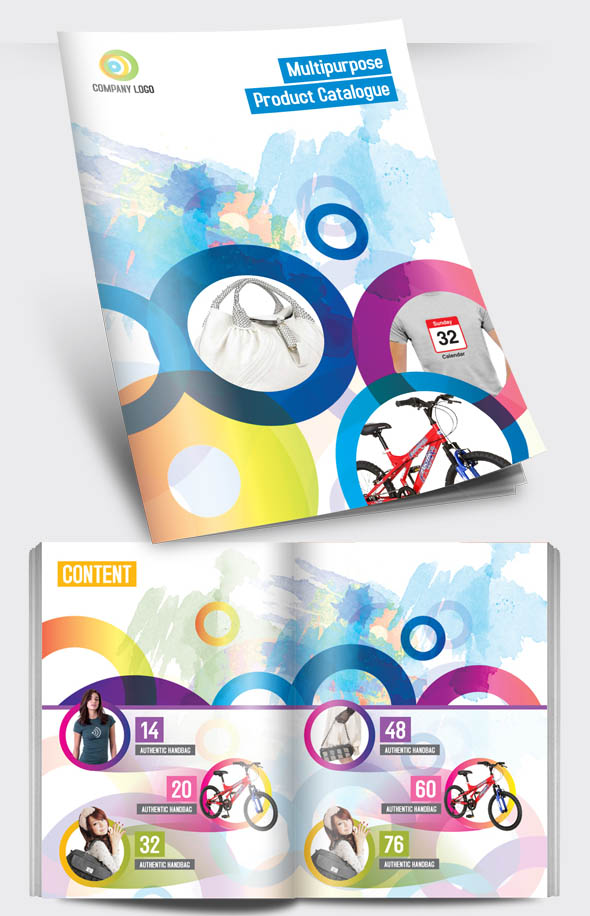 COMPANY LOGO
Multipurpose
Product Catalogue
Sunday
32
Calendar
CONTENT
14
AUTHENTIC HANDBAG
20
AUTHENTIC HANDBAG
32
AUTHENTIC HANDBAG
48
AUTHENTIC HANDBAG
60
AUTHENTIC HANDBAG
76
AUTHENTIC HANDBAG